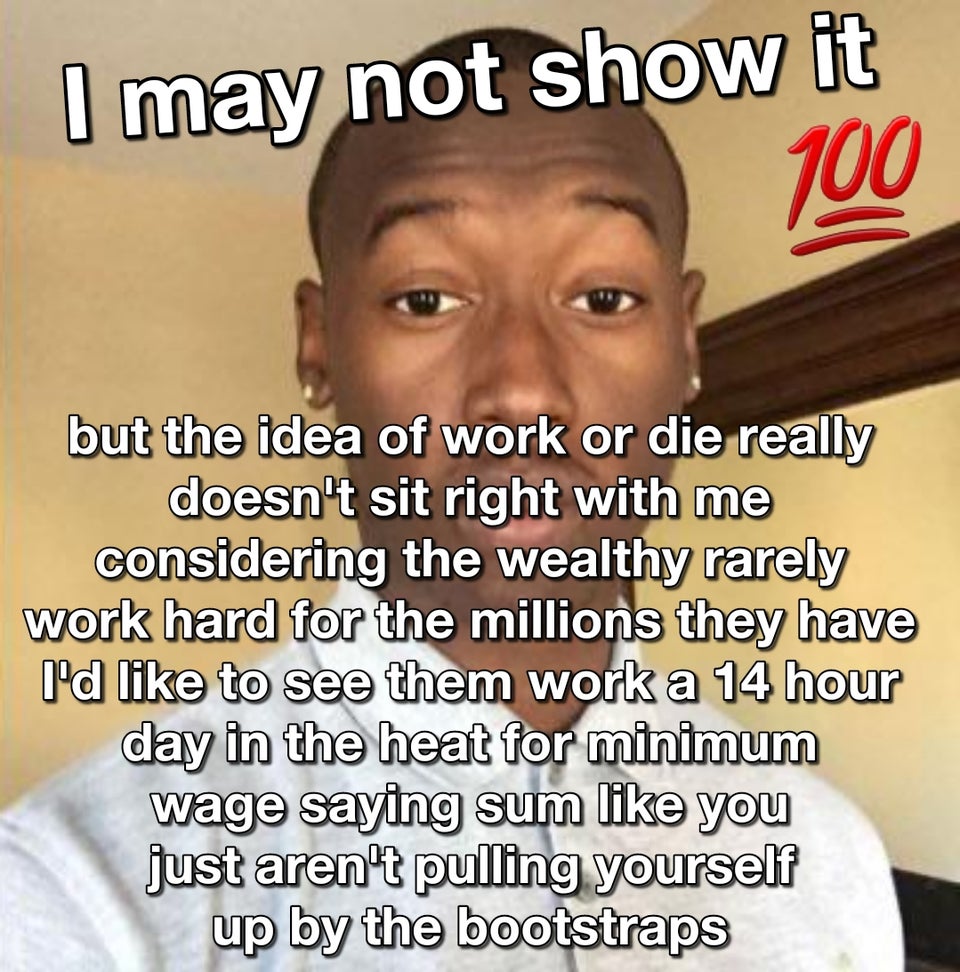 I may not show it
💯
but the idea of work or die really
doesn't sit right with me
considering the wealthy rarely
work hard for the millions they have
I'd like to see them work a 14 hour
day in the heat for minimum
wage saying sum like you
just aren't pulling yourself
up by the bootstraps